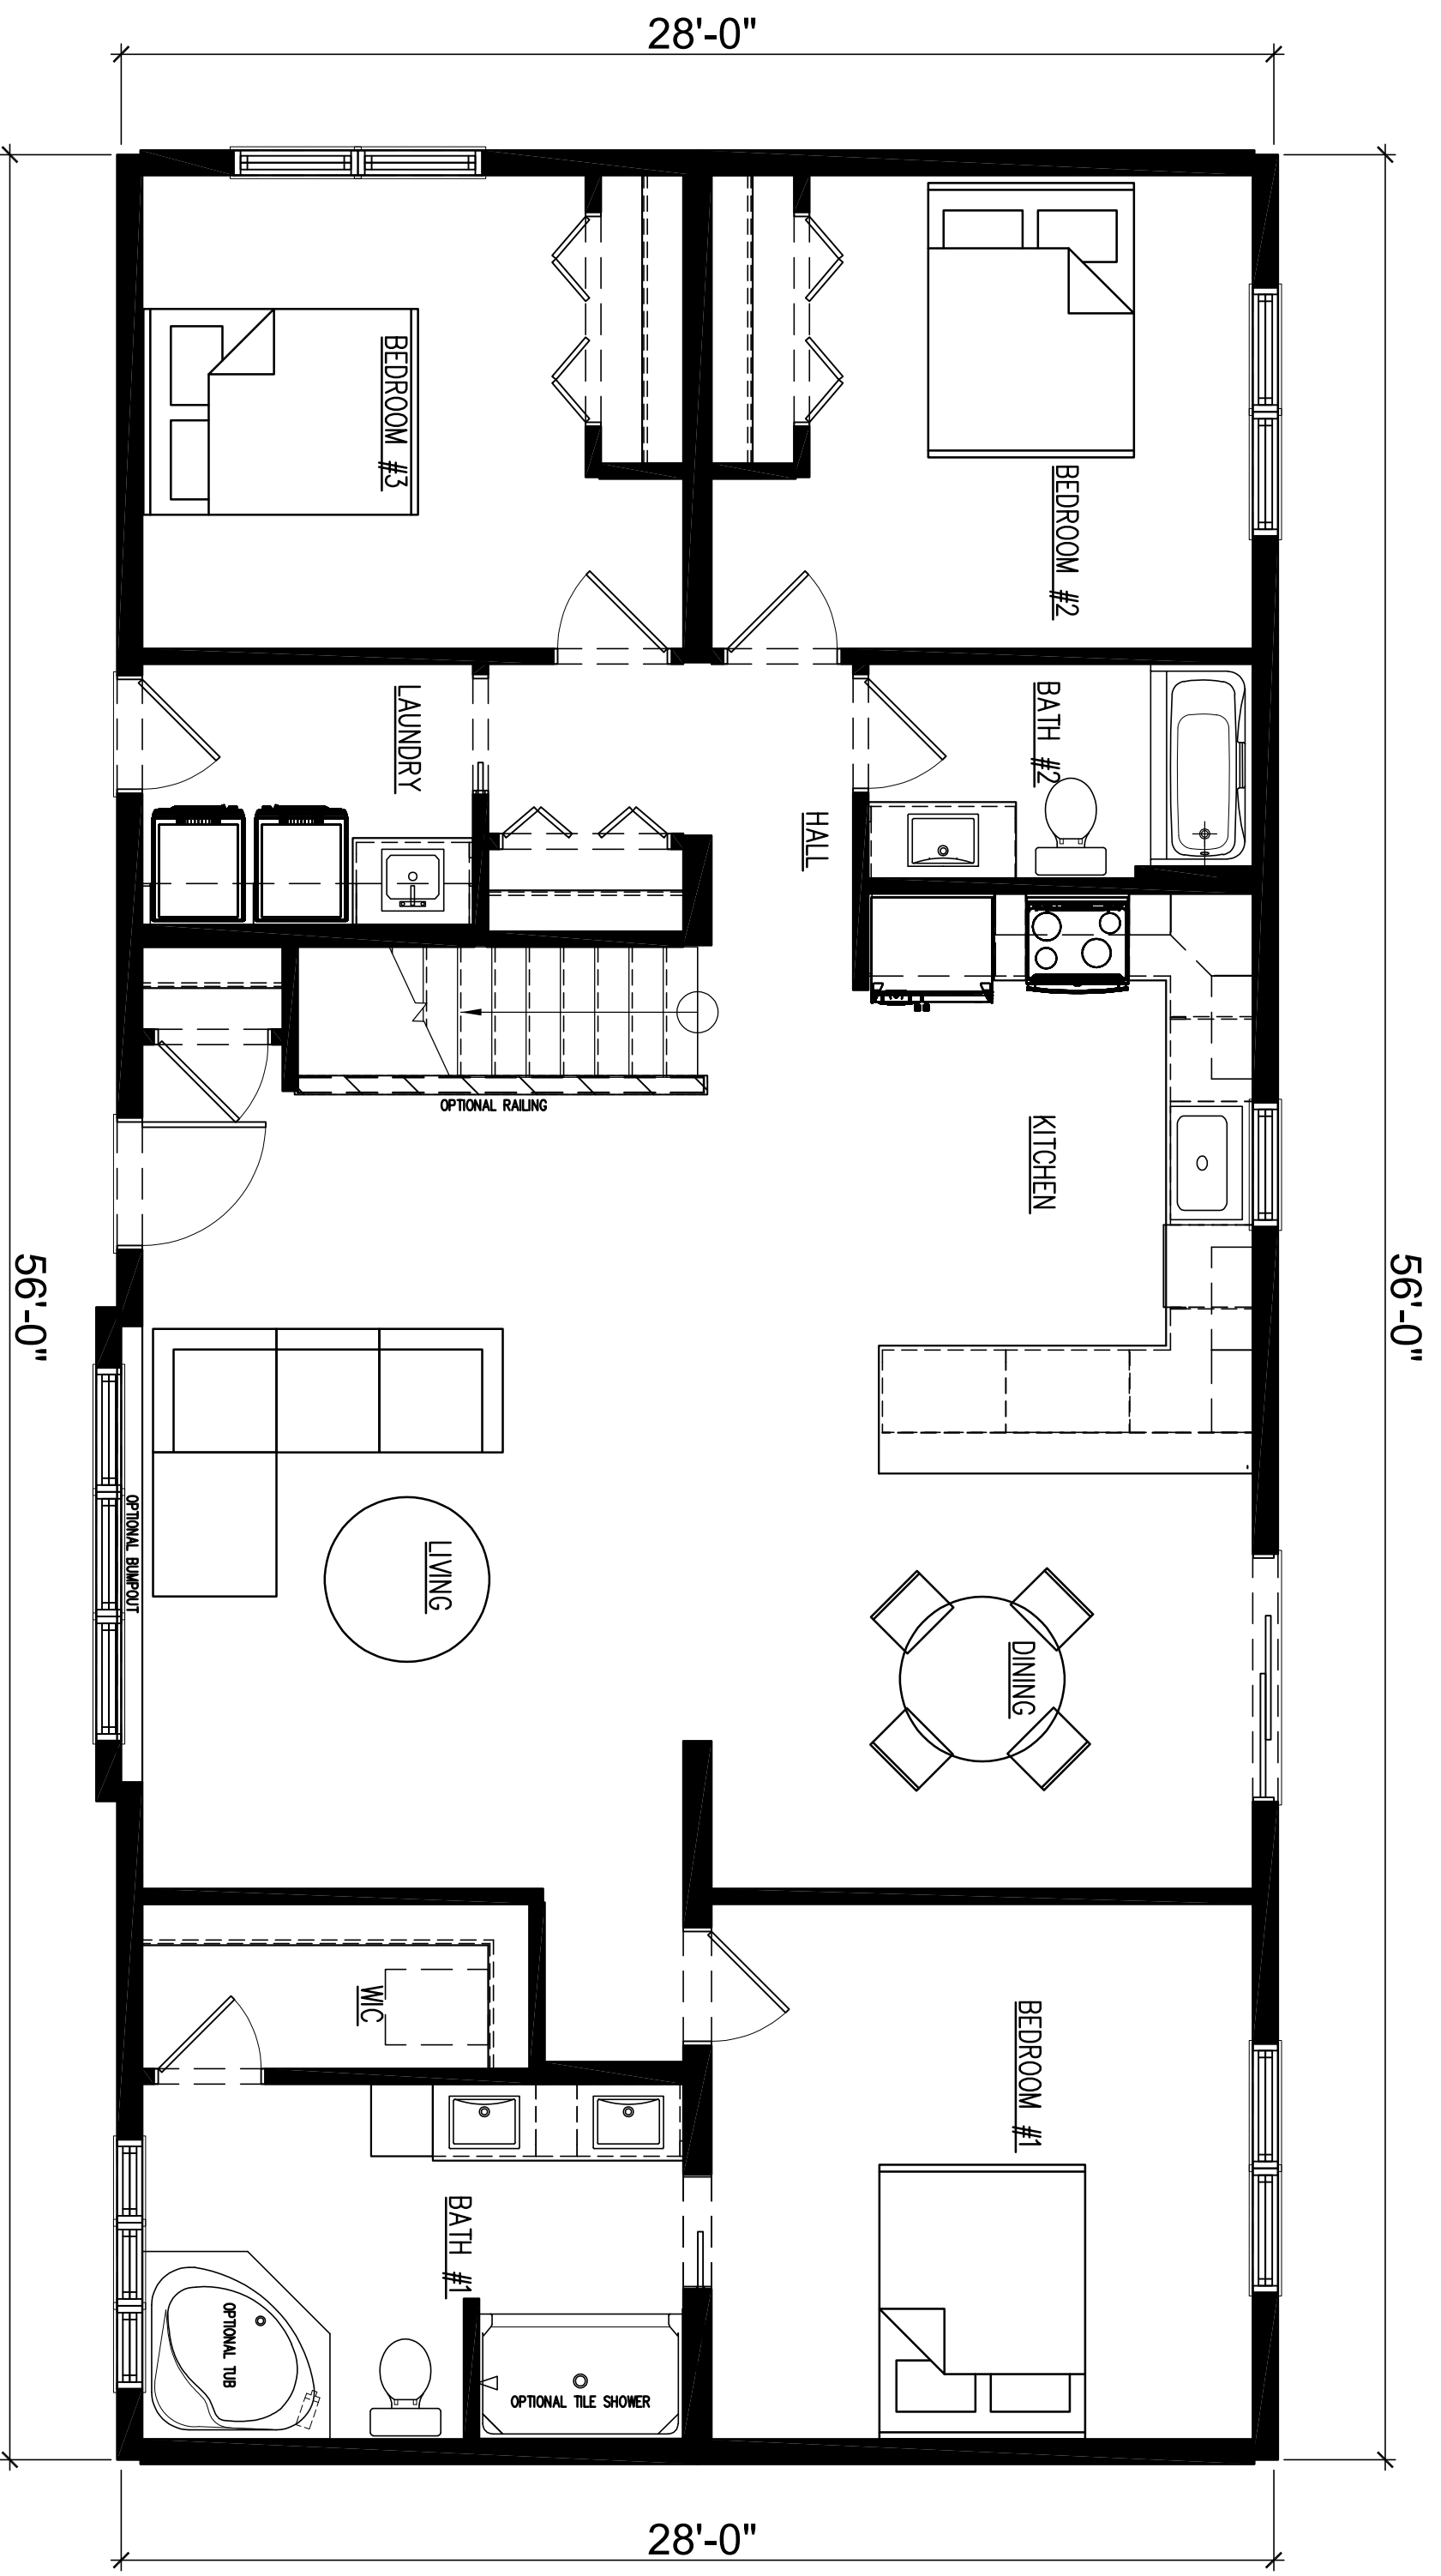 28'-0"
BEDROOM #3
BEDROOM #2
LAUNDRY
BATH #2
HALL
OPTIONAL RAILING
KITCHEN
56'-0"
56'-0"
OPTIONAL BUMPOUT
LIVING
DINING
WIC
BEDROOM #1
BATH #1
OPTIONAL TUB
OPTIONAL TILE SHOWER
28'-0"